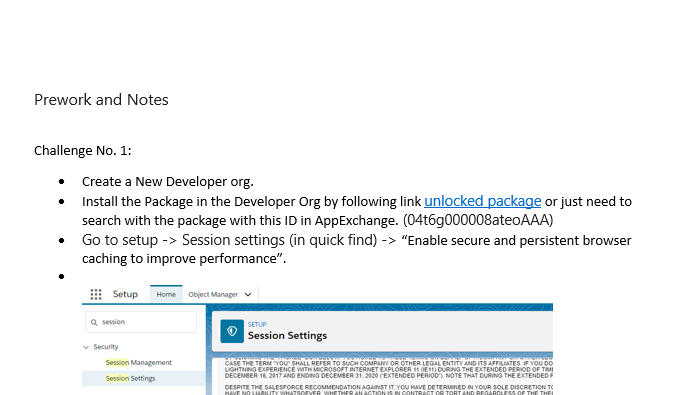 Prework and Notes
Challenge No. 1:
Create a New Developer org.
Install the Package in the Developer Org by following link unlocked package or just need to
search with the package with this ID in AppExchange. (04t6g000008ateoAAA)
Go to setup -> Session settings (in quick find) -> “Enable secure and persistent browser
caching to improve performance”.
Setup Home Object Manager
session
Security
Session Management
Session Settings
SETUP
Session Settings
CASE THE TERM "YOU" SHALL REFER TO SUCH COMPANY OR OTHER LEGAL ENTITY AND ITS AFFILIATES. IF YOU DO
LIGHTNING EXPERIENCE WITH MICROSOFT INTERNET EXPLORER 11 (IE11) DURING THE EXTENDED PERIOD OF
DECEMBER 16, 2017 AND ENDING DECEMBER 31, 2020 ("EXTENDED PERIOD"). NOTE THAT DURING THE EXTENDED
DESPITE THE SALESFORCE RECOMMENDATION AGAINST IT, YOU HAVE DETERMINED IN YOUR SOLE DISCRETION
HAVE NO LIABILITY WHATSOEVER, WHETHER AN ACTION IS IN CONTRACT OR TORT AND REGARDLESS OF THE